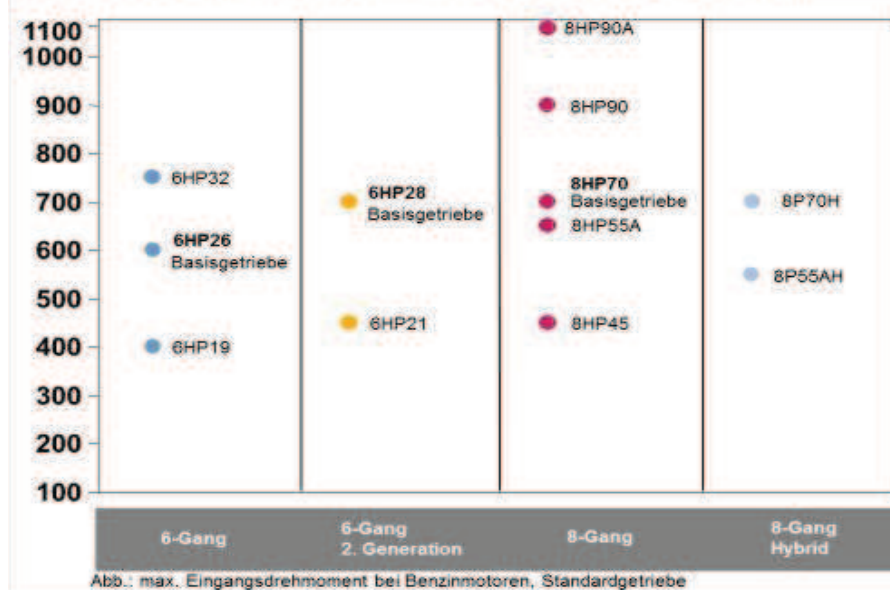 1100
1000
900
800
700
600
500
400
300
200
100
6HP32
6HP26
Basisgetriebe
6HP19
6HP28
Basisgetriebe
6HP21
8HP90A
8HP90
8HP70
Basisgetriebe
8HP55A
8HP45
8P70H
8P55AH
6-Gang
6-Gang
2. Generation
8-Gang
8-Gang
Hybrid
Abb.: max. Eingangsdrehmoment bei Benzinmotoren, Standardgetriebe